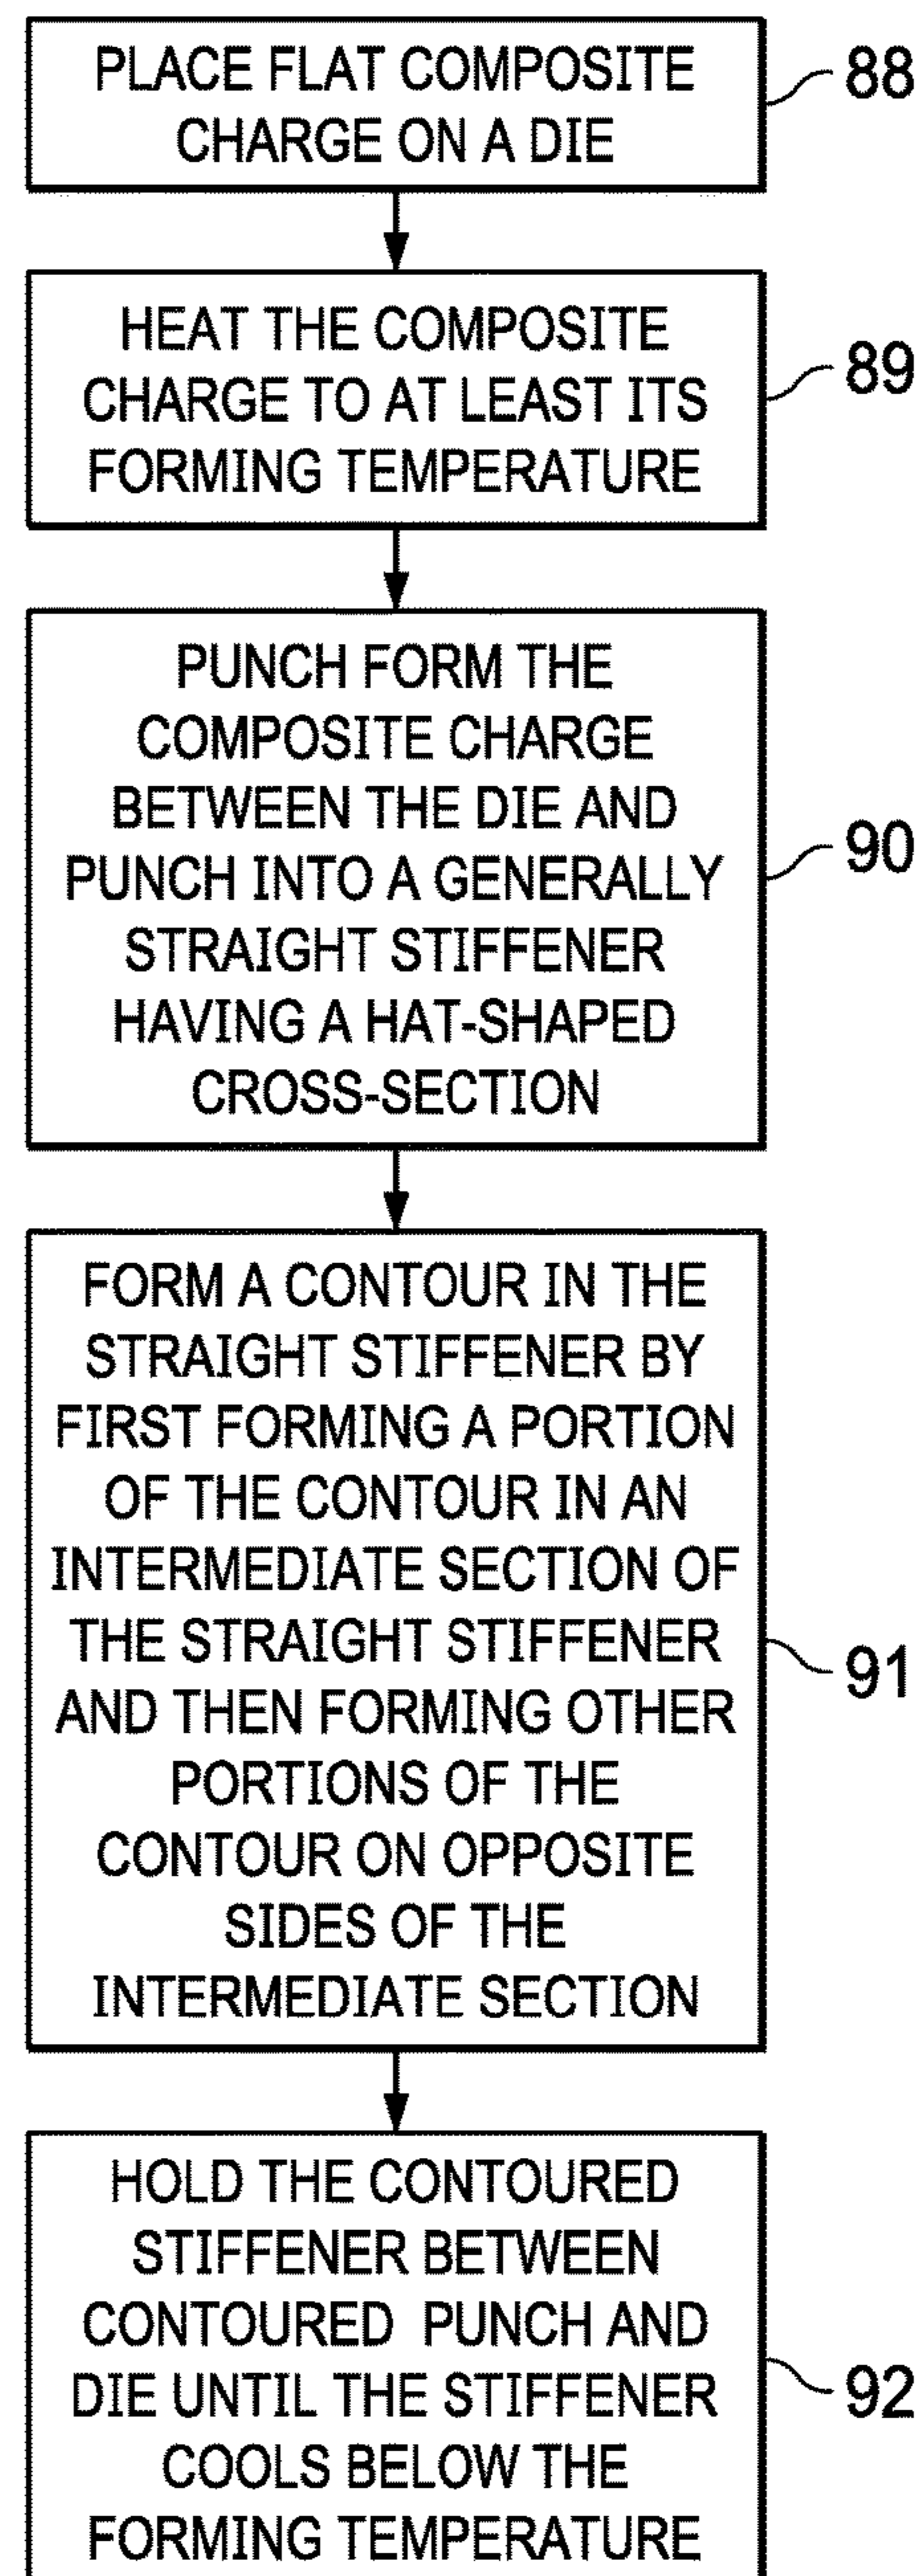 PLACE FLAT COMPOSITE
CHARGE ON A DIE
88
HEAT THE COMPOSITE
CHARGE TO AT LEAST ITS
FORMING TEMPERATURE
89
PUNCH FORM THE
COMPOSITE CHARGE
BETWEEN THE DIE AND
PUNCH INTO A GENERALLY
STRAIGHT STIFFENER
HAVING A HAT-SHAPED
CROSS-SECTION
90
FORM A CONTOUR IN THE
STRAIGHT STIFFENER BY
FIRST FORMING A PORTION
OF THE CONTOUR IN AN
INTERMEDIATE SECTION OF
THE STRAIGHT STIFFENER
AND THEN FORMING OTHER
PORTIONS OF THE
CONTOUR ON OPPOSITE
SIDES OF THE
INTERMEDIATE SECTION
91
HOLD THE CONTOURED
STIFFENER BETWEEN
CONTOURED PUNCH AND
DIE UNTIL THE STIFFENER
COOLS BELOW THE
FORMING TEMPERATURE
92